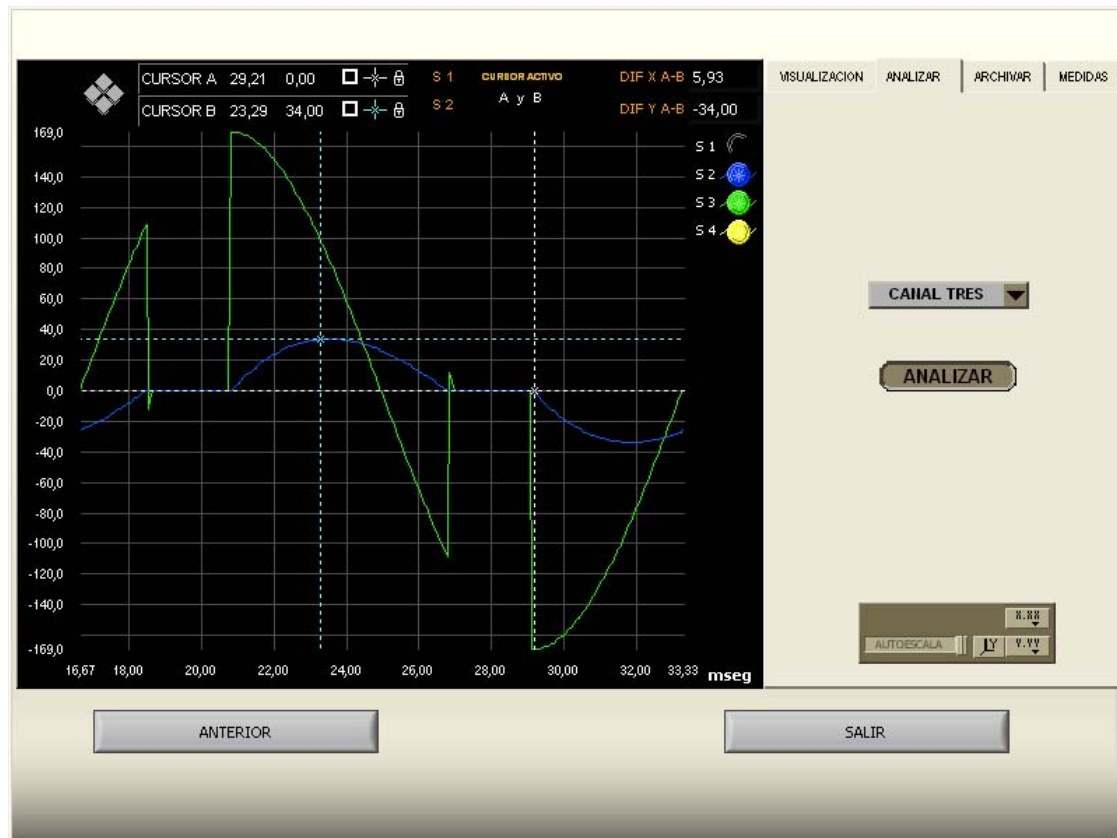 CURSOR A 29,21 0,00
CURSOR B 23,29 34,00
S 1 CURSOR ACTIVO
S 2 A y B
DIF X A-B 5,93
DIF Y A-B -34,00
S 1
S 2
S 3
S 4
169,0
140,0
120,0
100,0
80,0
60,0
40,0
20,0
0,0
-20,0
-40,0
-60,0
-80,0
-100,0
-120,0
-140,0
-169,0
16,67 18,00 20,00 22,00 24,00 26,00 28,00 30,00 32,00 33,33 mseg
VISUALIZACION ANALIZAR ARCHIVAR MEDIDAS
CANAL TRES
ANALIZAR
X.XX
AUTOESCALA Y Y.YY
ANTERIOR SALIR